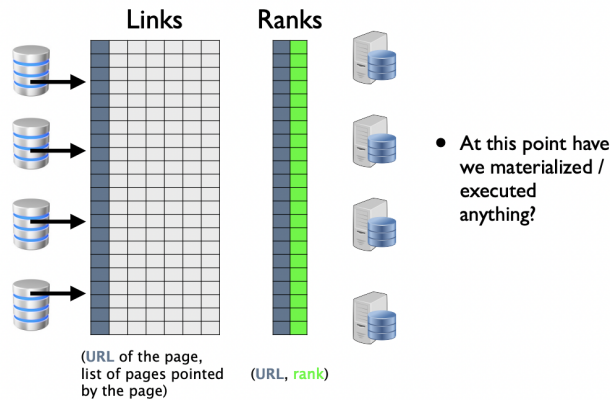 Links
Ranks
• At this point have
we materialized /
executed
anything?
(URL of the page,
list of pages pointed
by the page)
(URL, rank)